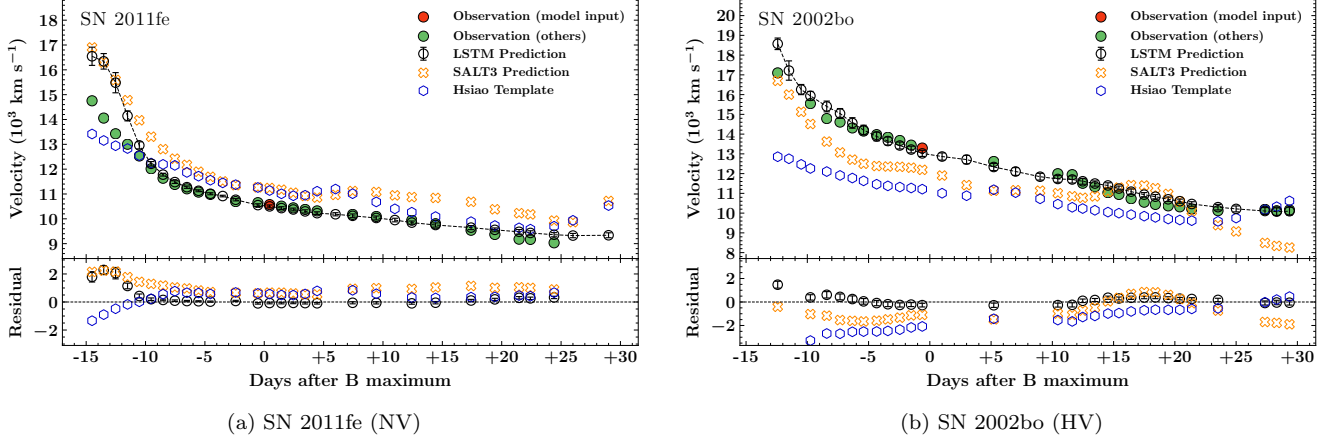 SN 2011fe
Observation (model input)
Observation (others)
LSTM Prediction
SALT3 Prediction
Hsiao Template
Velocity (10³ km s⁻¹)
18
17
16
15
14
13
12
11
10
9
Residual
2
0
−2
-15
-10
-5
0
+5
+10
+15
+20
+25
+30
Days after B maximum
(a) SN 2011fe (NV)
SN 2002bo
Observation (model input)
Observation (others)
LSTM Prediction
SALT3 Prediction
Hsiao Template
Velocity (10³ km s⁻¹)
20
19
18
17
16
15
14
13
12
11
10
9
8
Residual
2
0
−2
-15
-10
-5
0
+5
+10
+15
+20
+25
+30
Days after B maximum
(b) SN 2002bo (HV)